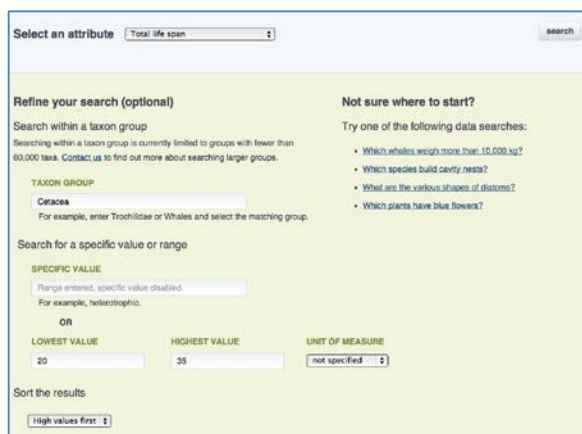 Select an attribute Total life span search
Refine your search (optional)
Search within a taxon group
Searching within a taxon group is currently limited to groups with fewer than
60,000 taxa. Contact us to find out more about searching larger groups.
TAXON GROUP
Cetacea
For example, enter Trochilidae or Whales and select the matching group.
Search for a specific value or range
SPECIFIC VALUE
Range entered, specific value disabled
For example, heterotrophic.
OR
LOWEST VALUE HIGHEST VALUE UNIT OF MEASURE
20 35 not specified
Sort the results
High values first
Not sure where to start?
Try one of the following data searches:
Which whales weigh more than 10,000 kg?
Which species build cavity nests?
What are the various shapes of diatoms?
Which plants have blue flowers?